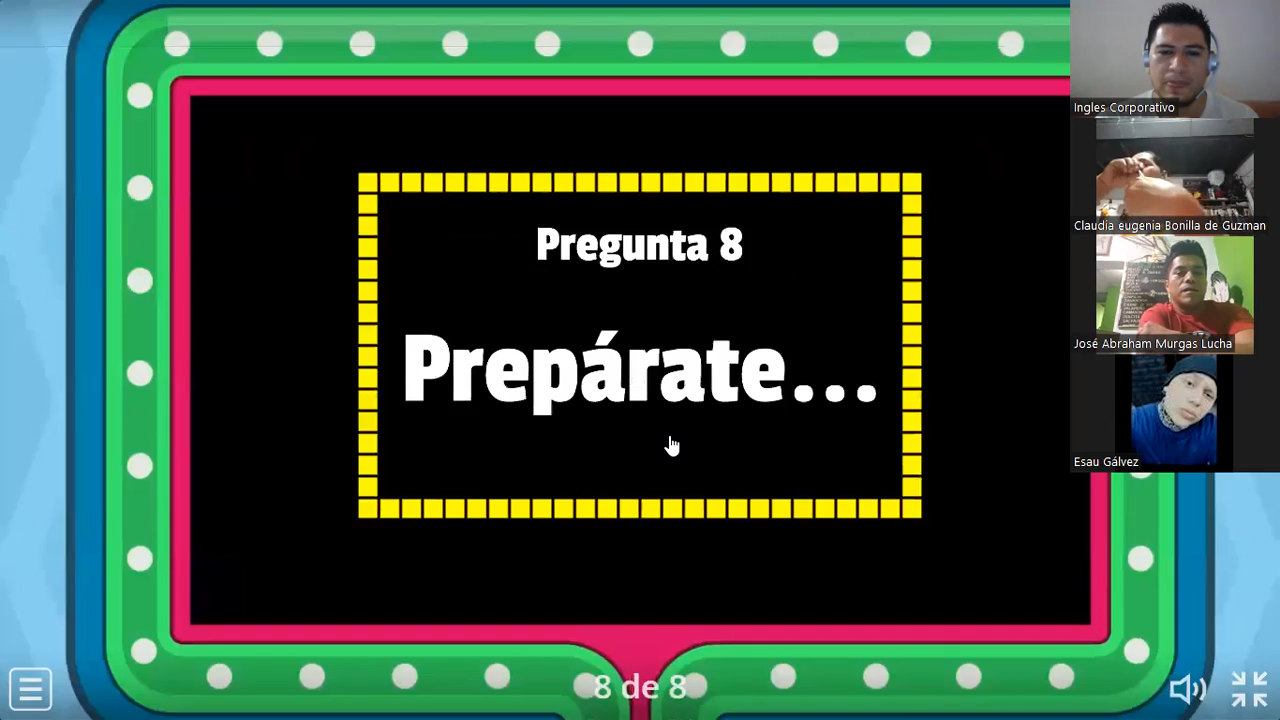 Pregunta 8
Prepárate...
8 de 8
Ingles Corporativo
Claudia eugenia Bonilla de Guzman
José Abraham Murgas Lucha
Esau Gálvez